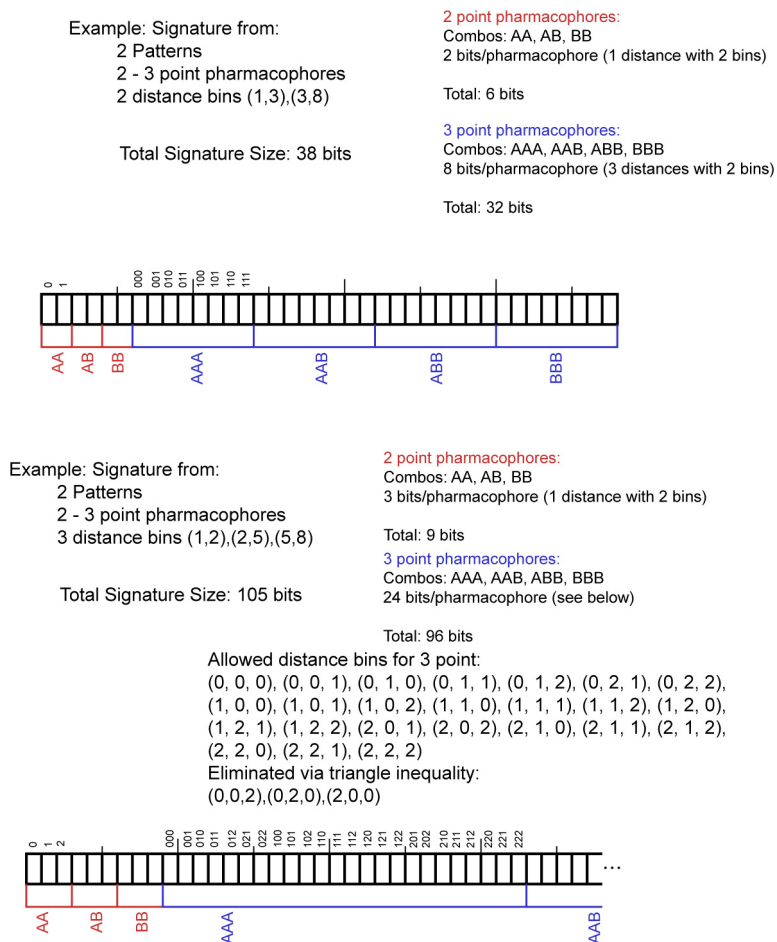 Example: Signature from:
2 Patterns
2 - 3 point pharmacophores
2 distance bins (1,3),(3,8)
Total Signature Size: 38 bits
2 point pharmacophores:
Combos: AA, AB, BB
2 bits/pharmacophore (1 distance with 2 bins)
Total: 6 bits
3 point pharmacophores:
Combos: AAA, AAB, ABB, BBB
8 bits/pharmacophore (3 distances with 2 bins)
Total: 32 bits
0 1 000 001 010 011 100 101 110 111
AA AB BB AAA AAB ABB BBB
Example: Signature from:
2 Patterns
2 - 3 point pharmacophores
3 distance bins (1,2),(2,5),(5,8)
Total Signature Size: 105 bits
2 point pharmacophores:
Combos: AA, AB, BB
3 bits/pharmacophore (1 distance with 2 bins)
Total: 9 bits
3 point pharmacophores:
Combos: AAA, AAB, ABB, BBB
24 bits/pharmacophore (see below)
Total: 96 bits
Allowed distance bins for 3 point:
(0, 0, 0), (0, 0, 1), (0, 1, 0), (0, 1, 1), (0, 1, 2), (0, 2, 1), (0, 2, 2),
(1, 0, 0), (1, 0, 1), (1, 0, 2), (1, 1, 0), (1, 1, 1), (1, 1, 2), (1, 2, 0),
(1, 2, 1), (1, 2, 2), (2, 0, 1), (2, 0, 2), (2, 1, 0), (2, 1, 1), (2, 1, 2),
(2, 2, 0), (2, 2, 1), (2, 2, 2)
Eliminated via triangle inequality:
(0,0,2),(0,2,0),(2,0,0)
0 1 2 000 001 010 011 012 021 022 100 101 102 110 111 112 120 121 122 201 202 210 211 212 220 221 222
...
AA AB BB AAA AAB